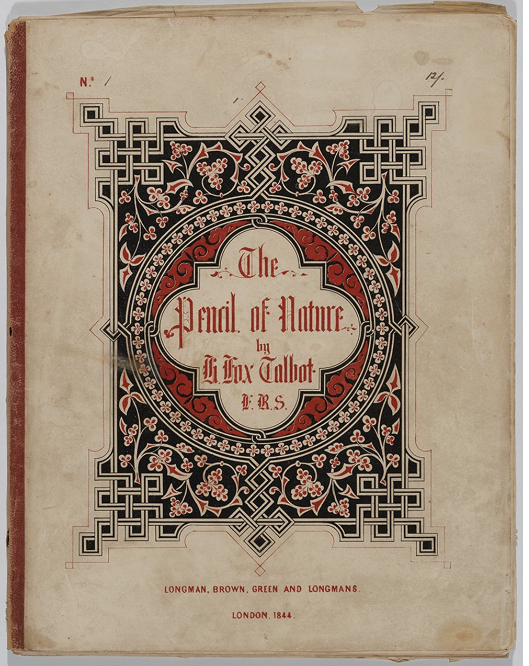 No. 1
12/.
The
Pencil of Nature
by
H. Fox Talbot
F. R. S.
LONGMAN, BROWN, GREEN AND LONGMANS.
LONDON, 1844.